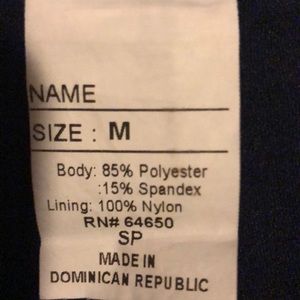 NAME
SIZE : M
Body: 85% Polyester
:15% Spandex
Lining: 100% Nylon
RN# 64650
SP
MADE IN
DOMINICAN REPUBLIC